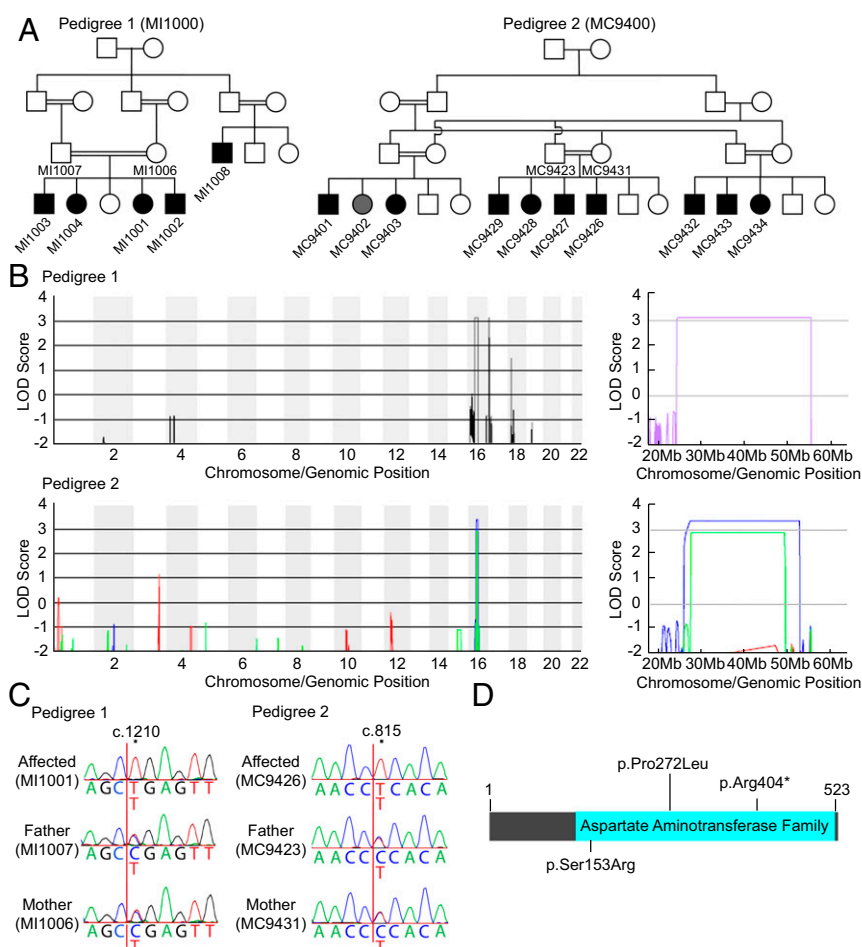 A
Pedigree 1 (MI1000)
Pedigree 2 (MC9400)
MI1007
MI1006
MI1008
MC9423 MC9431
MI1003
MI1004
MI1001
MI1002
MC9401
MC9402
MC9403
MC9429
MC9428
MC9427
MC9426
MC9432
MC9433
MC9434
B
Pedigree 1
4
3
2
1
0
-1
-2
LOD Score
2 4 6 8 10 12 14 16 18 20 22
Chromosome/Genomic Position
4
3
2
1
0
-1
-2
LOD Score
20Mb 30Mb 40Mb 50Mb 60Mb
Chromosome/Genomic Position
Pedigree 2
4
3
2
1
0
-1
-2
LOD Score
2 4 6 8 10 12 14 16 18 20 22
Chromosome/Genomic Position
4
3
2
1
0
-1
-2
LOD Score
20Mb 30Mb 40Mb 50Mb 60Mb
Chromosome/Genomic Position
C
Pedigree 1
c.1210
*
Affected
(MI1001)
AGCTGAGTT
T
Father
(MI1007)
AGCCGAGTT
T
Mother
(MI1006)
AGCCGAGTT
T
Pedigree 2
c.815
*
Affected
(MC9426)
AACCTCACA
T
Father
(MC9423)
AACCCCACA
T
Mother
(MC9431)
AACCCCACA
T
D
1
p.Pro272Leu
p.Arg404*
523
Aspartate Aminotransferase Family
p.Ser153Arg